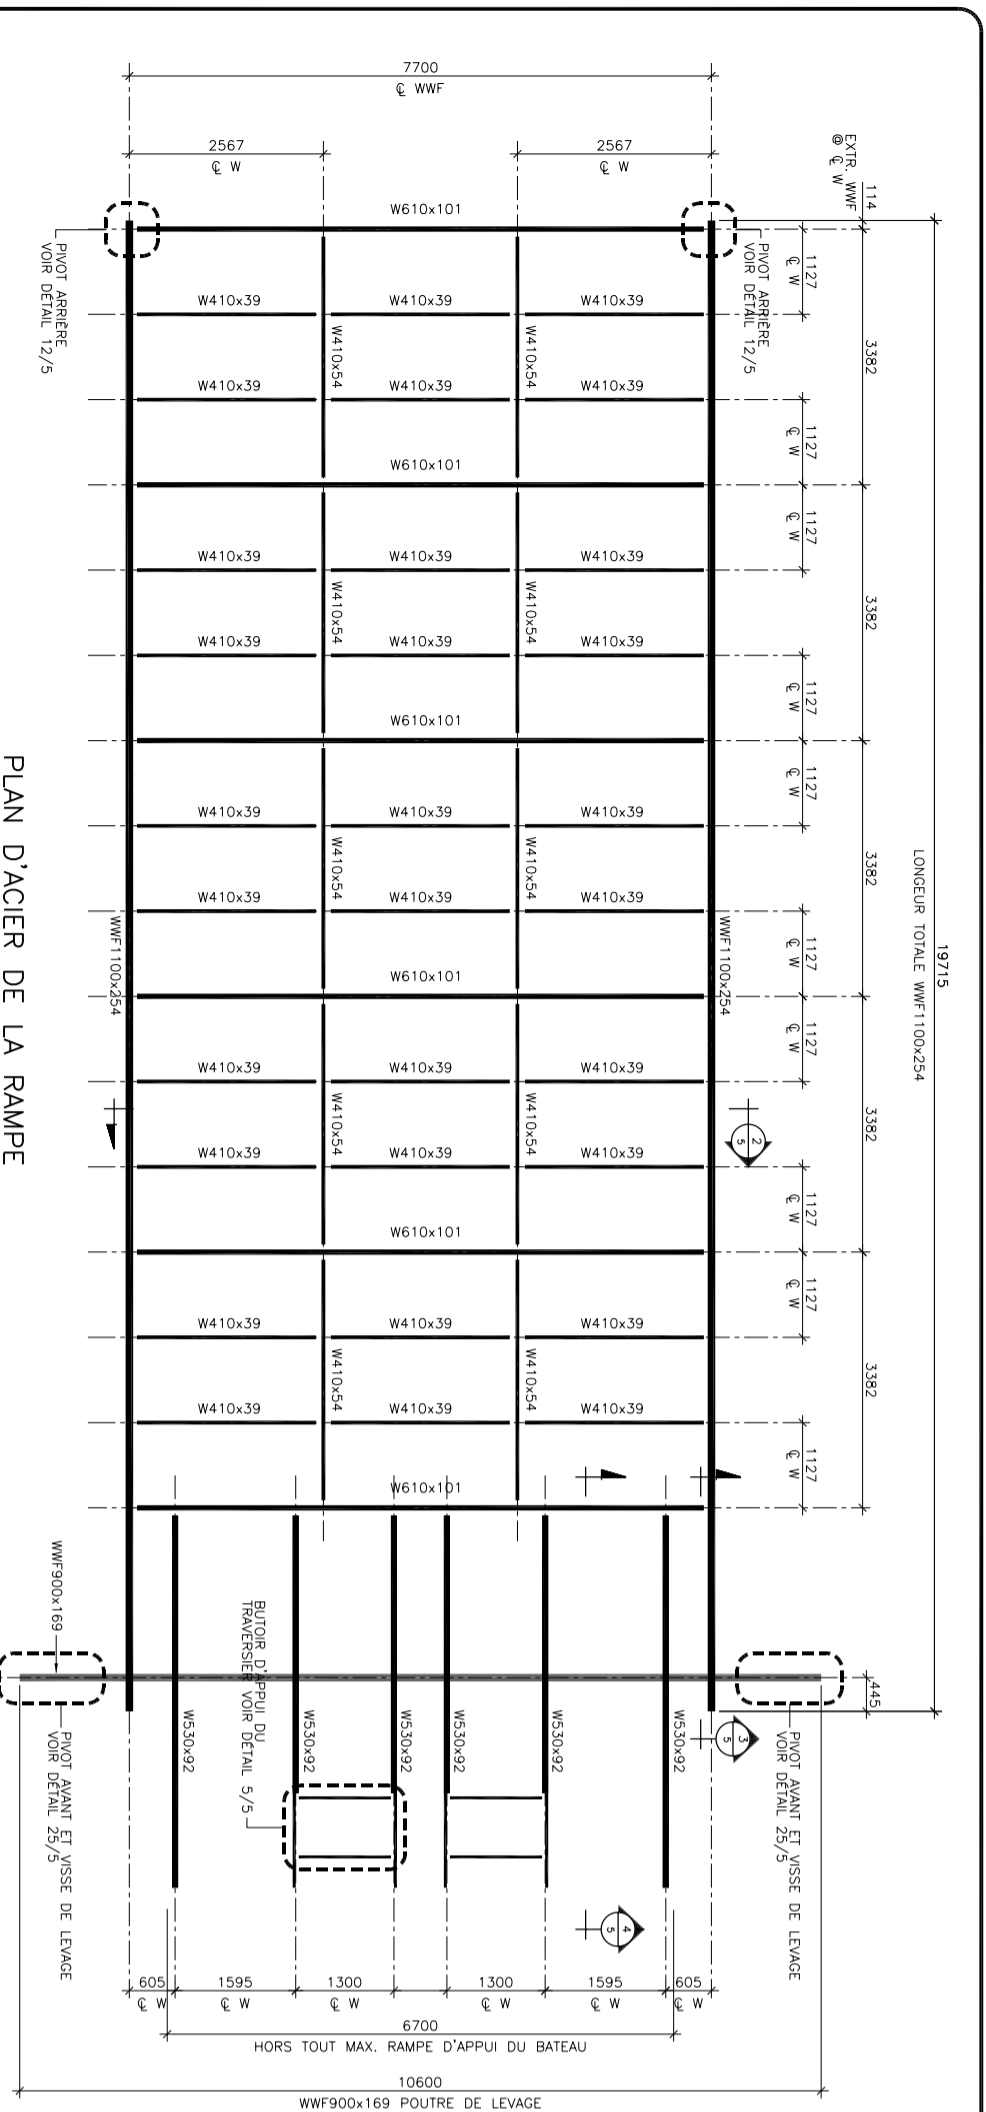 7700
℄ WWF
2567
℄ W
2567
℄ W
EXTR. WWF
@ ℄ W
114
19715
LONGEUR TOTALE WWF1100x254
W610x101
PIVOT ARRIÈRE
VOIR DÉTAIL 12/5
PIVOT ARRIÈRE
VOIR DÉTAIL 12/5
1127
℄ W
3382
W410x39
W410x39
W410x39
W410x54
W410x54
W410x39
W410x39
W410x39
1127
℄ W
W610x101
1127
℄ W
3382
W410x39
W410x39
W410x39
W410x54
W410x54
W410x39
W410x39
W410x39
1127
℄ W
W610x101
1127
℄ W
3382
W410x39
W410x39
W410x39
W410x54
W410x54
W410x39
W410x39
W410x39
1127
℄ W
WWF1100x254
WWF1100x254
W610x101
1127
℄ W
3382
W410x39
W410x39
W410x39
W410x54
W410x54
2
5
W410x39
W410x39
W410x39
1127
℄ W
W610x101
1127
℄ W
3382
W410x39
W410x39
W410x39
W410x54
W410x54
W410x39
W410x39
W410x39
1127
℄ W
W610x101
PLAN D'ACIER DE LA RAMPE
WWF900x169
BUTOIR D'APPUI DU
TRAVERSIER VOIR DÉTAIL 5/5
445
W530x92
W530x92
W530x92
W530x92
W530x92
W530x92
3
5
PIVOT AVANT ET VISSE DE LEVAGE
VOIR DÉTAIL 25/5
PIVOT AVANT ET VISSE DE LEVAGE
VOIR DÉTAIL 25/5
4
5
605
℄ W
1595
℄ W
1300
℄ W
1300
℄ W
1595
℄ W
605
℄ W
6700
HORS TOUT MAX. RAMPE D'APPUI DU BATEAU
10600
WWF900x169 POUTRE DE LEVAGE